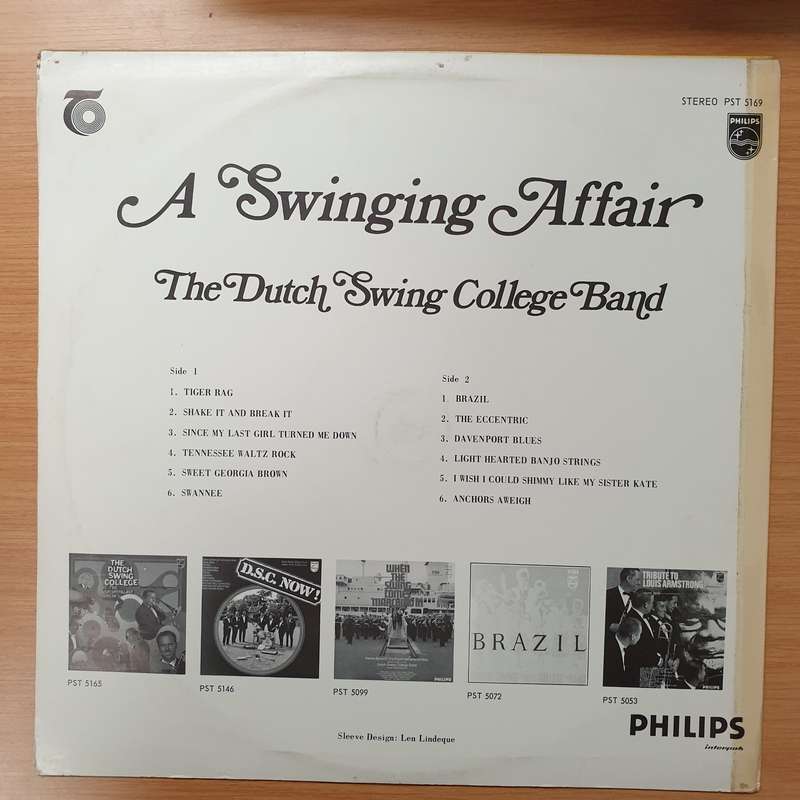 STEREO PST 5169
PHILIPS
A Swinging Affair
The Dutch Swing College Band
Side 1
1. TIGER RAG
2. SHAKE IT AND BREAK IT
3. SINCE MY LAST GIRL TURNED ME DOWN
4. TENNESSEE WALTZ ROCK
5. SWEET GEORGIA BROWN
6. SWANNEE
Side 2
1 BRAZIL
2. THE ECCENTRIC
3. DAVENPORT BLUES
4. LIGHT HEARTED BANJO STRINGS
5. I WISH I COULD SHIMMY LIKE MY SISTER KATE
6. ANCHORS AWEIGH
THE
DUTCH
SWING
COLLEGE
PST 5165
D.S.C. NOW!
PST 5146
WHEN
THE SWING
COMES
MARCHING IN
PHILIPS
PST 5099
BRAZIL
PST 5072
TRIBUTE TO
LOUIS ARMSTRONG
PHILIPS
PST 5053
PHILIPS
interpak
Sleeve Design: Len Lindeque